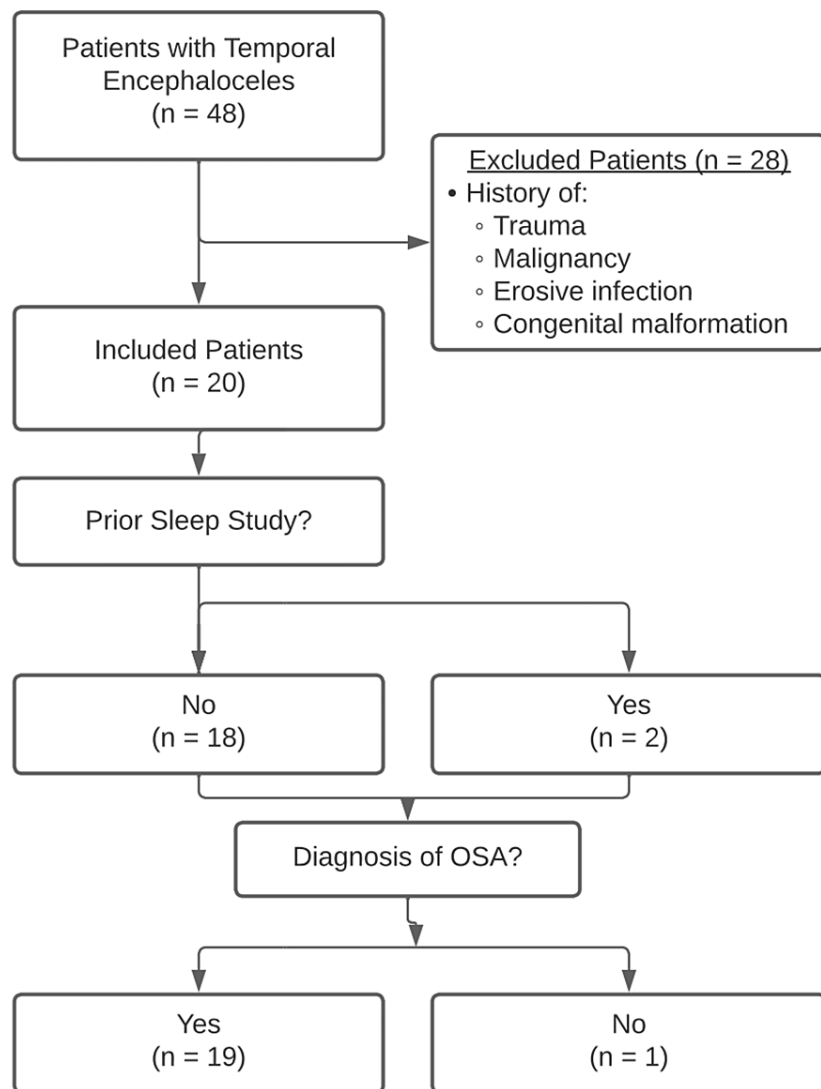 Patients with Temporal
Encephaloceles
(n = 48)
Excluded Patients (n = 28)
• History of:
◦ Trauma
◦ Malignancy
◦ Erosive infection
◦ Congenital malformation
Included Patients
(n = 20)
Prior Sleep Study?
No
(n = 18)
Yes
(n = 2)
Diagnosis of OSA?
Yes
(n = 19)
No
(n = 1)